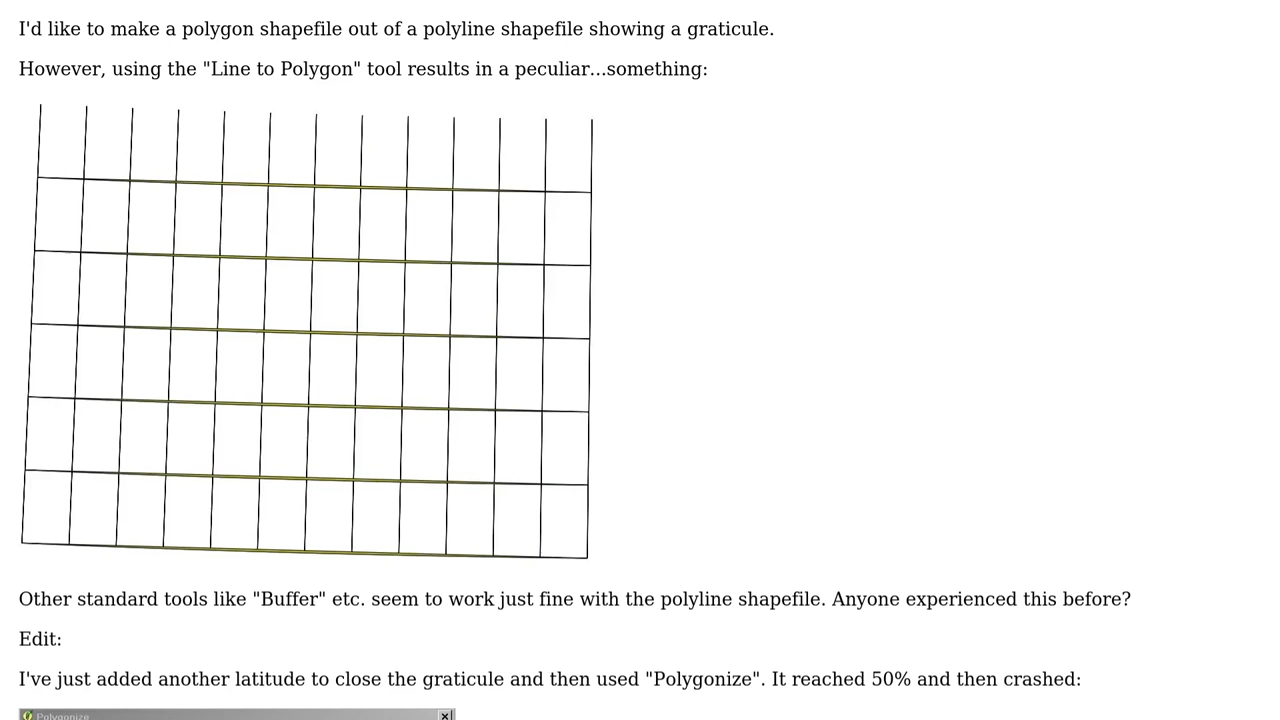 I'd like to make a polygon shapefile out of a polyline shapefile showing a graticule.
However, using the "Line to Polygon" tool results in a peculiar...something:
Other standard tools like "Buffer" etc. seem to work just fine with the polyline shapefile. Anyone experienced this before?
Edit:
I've just added another latitude to close the graticule and then used "Polygonize". It reached 50% and then crashed:
Polygonize